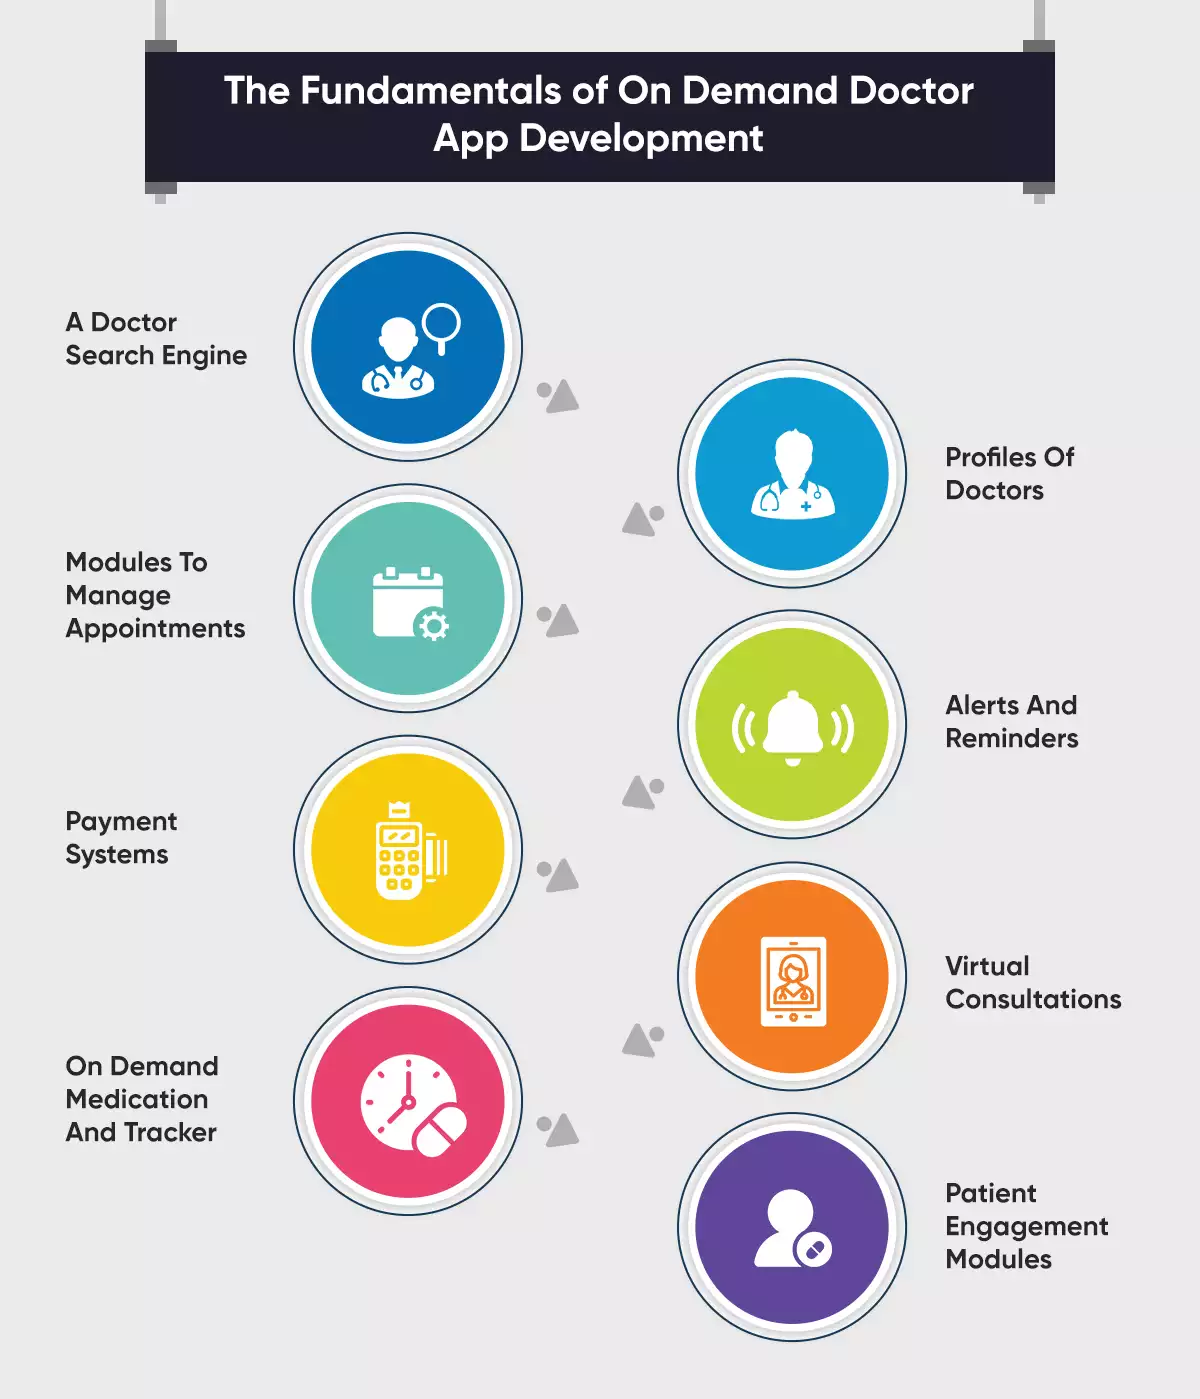 The Fundamentals of On Demand Doctor
App Development
A Doctor
Search Engine
Profiles Of
Doctors
Modules To
Manage
Appointments
Alerts And
Reminders
Payment
Systems
Virtual
Consultations
On Demand
Medication
And Tracker
Patient
Engagement
Modules